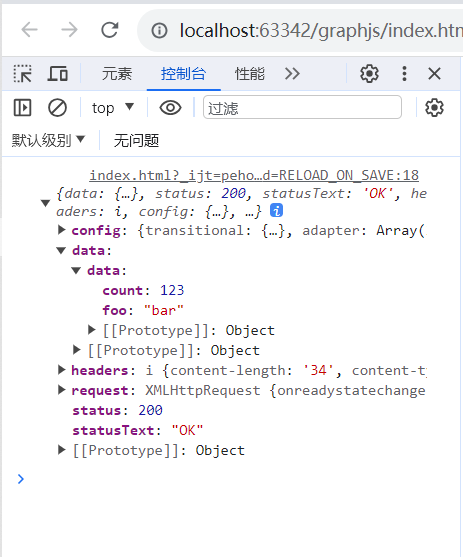 localhost:63342/graphjs/index.htm
元素 控制台 性能
top 过滤
默认级别 无问题
index.html?_ijt=peho…d=RELOAD_ON_SAVE:18
{data: {…}, status: 200, statusText: 'OK', he
aders: i, config: {…}, …}
config: {transitional: {…}, adapter: Array(
data:
data:
count: 123
foo: "bar"
[[Prototype]]: Object
[[Prototype]]: Object
headers: i {content-length: '34', content-ty
request: XMLHttpRequest {onreadystatechange
status: 200
statusText: "OK"
[[Prototype]]: Object